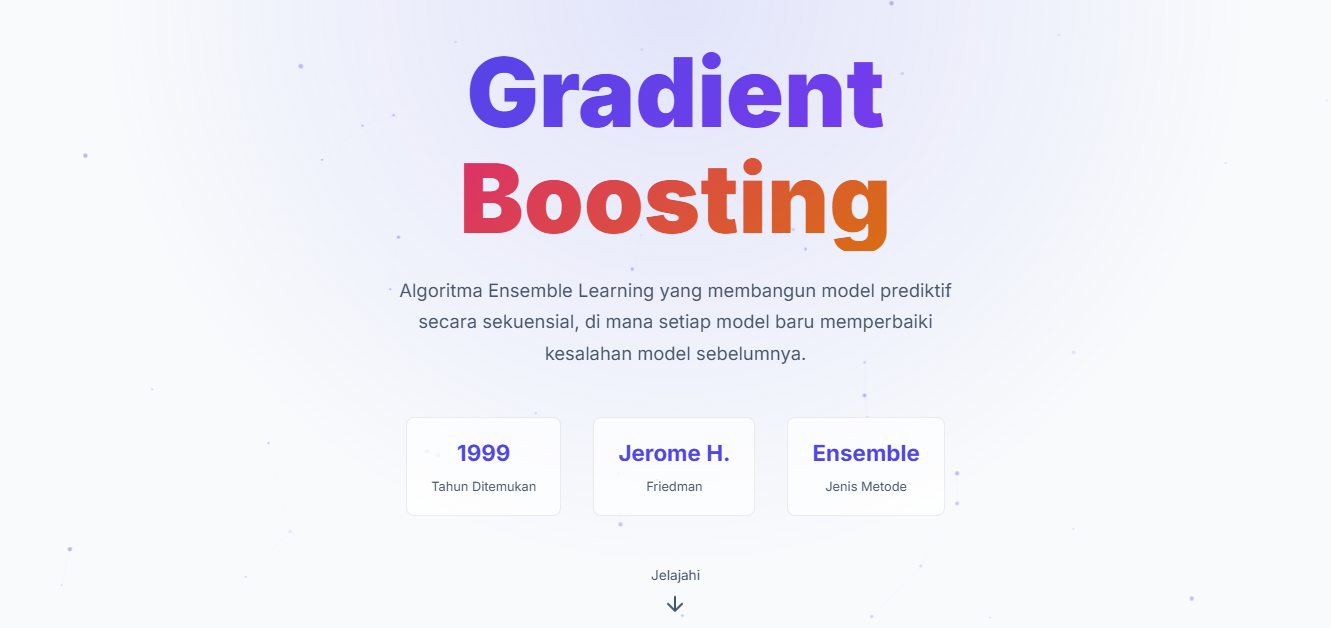 Gradient
Boosting
Algoritma Ensemble Learning yang membangun model prediktif
secara sekuensial, di mana setiap model baru memperbaiki
kesalahan model sebelumnya.
1999
Tahun Ditemukan
Jerome H.
Friedman
Ensemble
Jenis Metode
Jelajahi